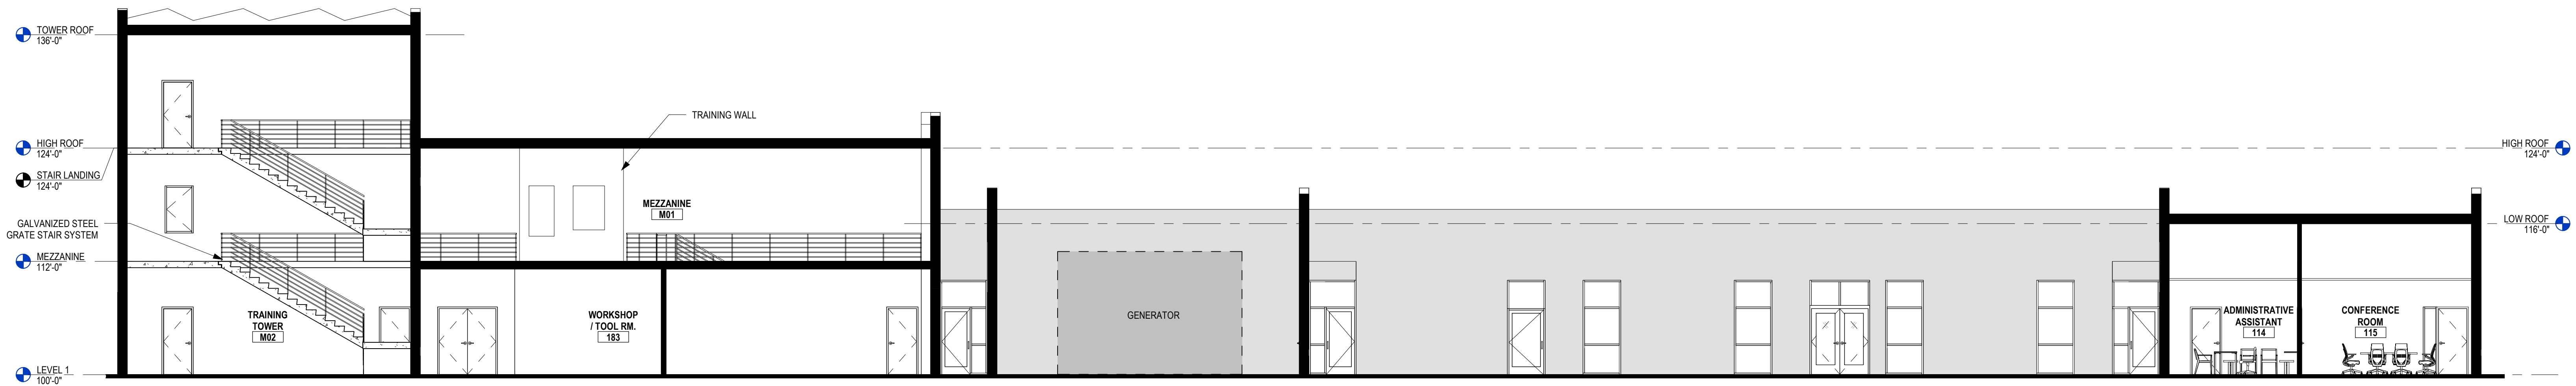 TOWER ROOF
136'-0"
HIGH ROOF
124'-0"
STAIR LANDING
124'-0"
GALVANIZED STEEL
GRATE STAIR SYSTEM
MEZZANINE
112'-0"
LEVEL 1
100'-0"
TRAINING
TOWER
M02
TRAINING WALL
MEZZANINE
M01
WORKSHOP
/ TOOL RM.
183
GENERATOR
ADMINISTRATIVE
ASSISTANT
114
CONFERENCE
ROOM
115
HIGH ROOF
124'-0"
LOW ROOF
116'-0"